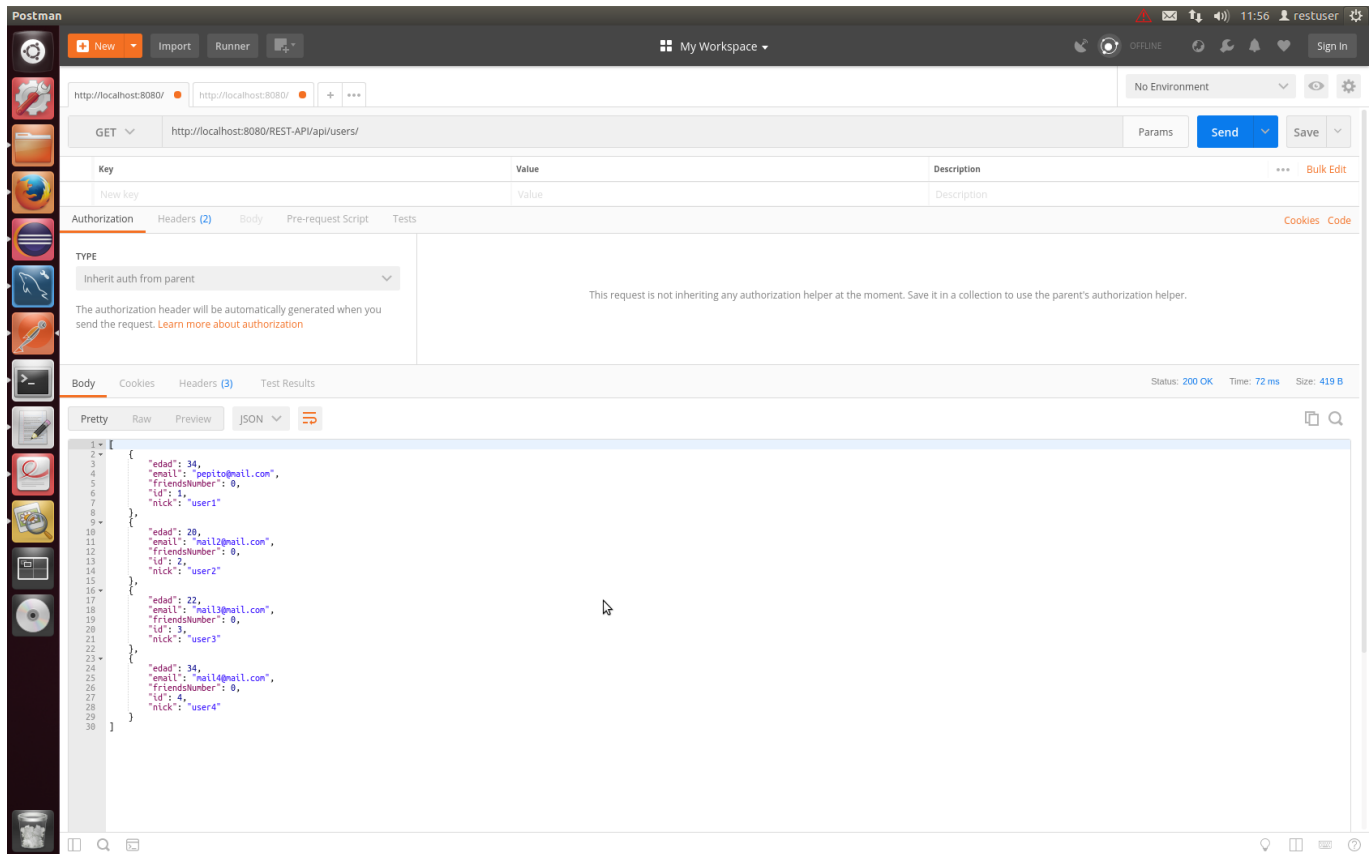 Postman 11:56 restuser
New Import Runner My Workspace OFFLINE Sign In
http://localhost:8080/ http://localhost:8080/ + ••• No Environment
GET http://localhost:8080/REST-API/api/users/ Params Send Save
Key Value Description ••• Bulk Edit
New key Value Description
Authorization Headers (2) Body Pre-request Script Tests Cookies Code
TYPE
Inherit auth from parent
The authorization header will be automatically generated when you
send the request. Learn more about authorization
This request is not inheriting any authorization helper at the moment. Save it in a collection to use the parent's authorization helper.
Body Cookies Headers (3) Test Results Status: 200 OK Time: 72 ms Size: 419 B
Pretty Raw Preview JSON
1 [
2 {
3 "edad": 34,
4 "email": "pepito@mail.com",
5 "friendsNumber": 0,
6 "id": 1,
7 "nick": "user1"
8 },
9 {
10 "edad": 20,
11 "email": "mail2@mail.com",
12 "friendsNumber": 0,
13 "id": 2,
14 "nick": "user2"
15 },
16 {
17 "edad": 22,
18 "email": "mail3@mail.com",
19 "friendsNumber": 0,
20 "id": 3,
21 "nick": "user3"
22 },
23 {
24 "edad": 34,
25 "email": "mail4@mail.com",
26 "friendsNumber": 0,
27 "id": 4,
28 "nick": "user4"
29 }
30 ]